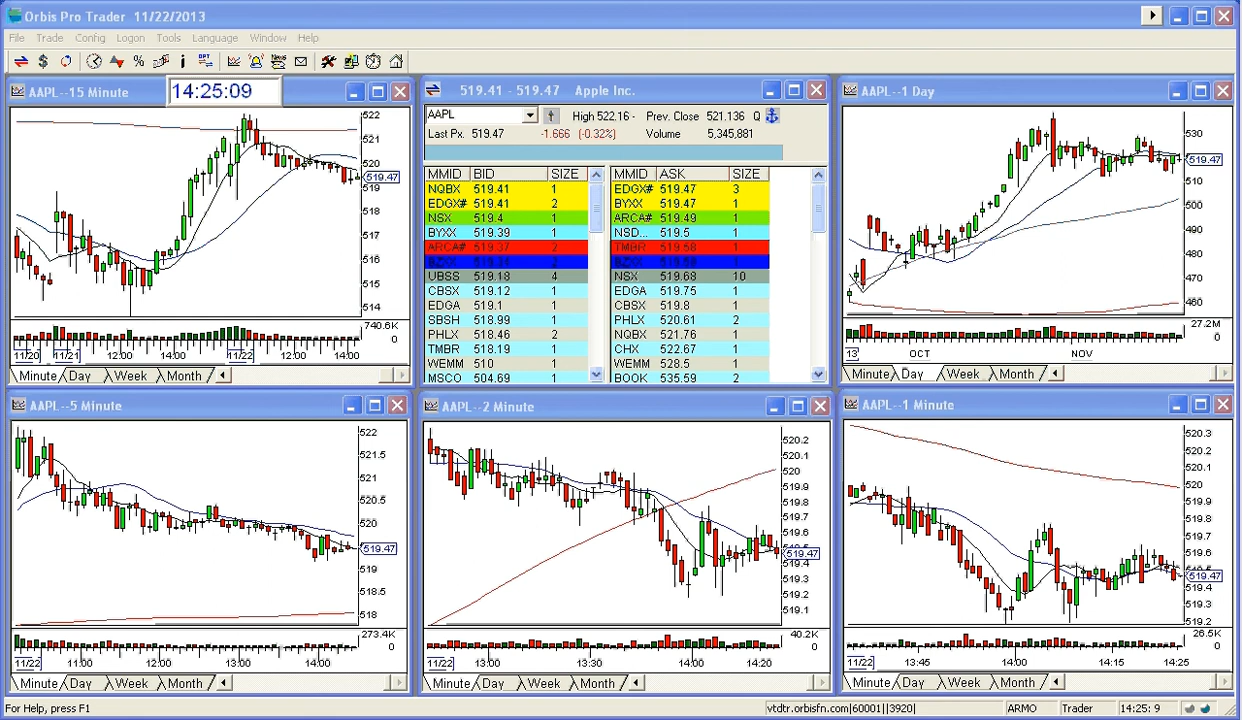 Orbis Pro Trader 11/22/2013
File Trade Config Logon Tools Language Window Help
AAPL--15 Minute
14:25:09
522
521
520
519.47
519
518
517
516
515
514
740.6K
0
11/20 11/21 12:00 14:00 11/22 12:00 14:00
Minute Day Week Month
519.41 - 519.47 Apple Inc.
AAPL High 522.16 - Prev. Close 521.136 Q
Last Px. 519.47 -1.666 (-0.32%) Volume 5,345,881
MMID BID SIZE MMID ASK SIZE
NQBX 519.41 1 EDGX# 519.47 3
EDGX# 519.41 2 BYXX 519.47 1
NSX 519.4 1 ARCA# 519.49 1
BYXX 519.39 1 NSD... 519.5 1
ARCA# 519.37 2 TMBR 519.58 1
BZXX BZXX
UBSS 519.18 4 NSX 519.68 10
CBSX 519.12 1 EDGA 519.75 1
EDGA 519.1 1 CBSX 519.8 1
SBSH 518.99 1 PHLX 520.61 2
PHLX 518.46 2 NQBX 521.76 1
TMBR 518.19 1 CHX 522.67 1
WEMM 510 1 WEMM 528.5 1
MSCO 504.69 1 BOOK 535.59 2
AAPL--1 Day
530
519.47
510
500
490
480
470
460
27.2M
0
13' OCT NOV
Minute Day Week Month
AAPL--5 Minute
522
521.5
521
520.5
520
519.47
519
518.5
518
273.4K
0
11/22 11:00 12:00 13:00 14:00
Minute Day Week Month
AAPL--2 Minute
520.2
520.1
520
519.9
519.8
519.7
519.6
519.47
519.4
519.3
519.2
519.1
40.2K
0
11/22 13:00 13:30 14:00 14:20
Minute Day Week Month
AAPL--1 Minute
520.3
520.2
520.1
520
519.9
519.8
519.7
519.6
519.47
519.4
519.3
519.2
26.5K
0
11/22 13:45 14:00 14:15 14:25
Minute Day Week Month
For Help, press F1
vtdtr.orbisfn.com|60001||3920| ARMO Trader 14:25: 9